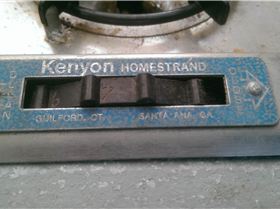 Kenyon HOMESTRAND
GUILFORD, CT. SANTA ANA, CA.